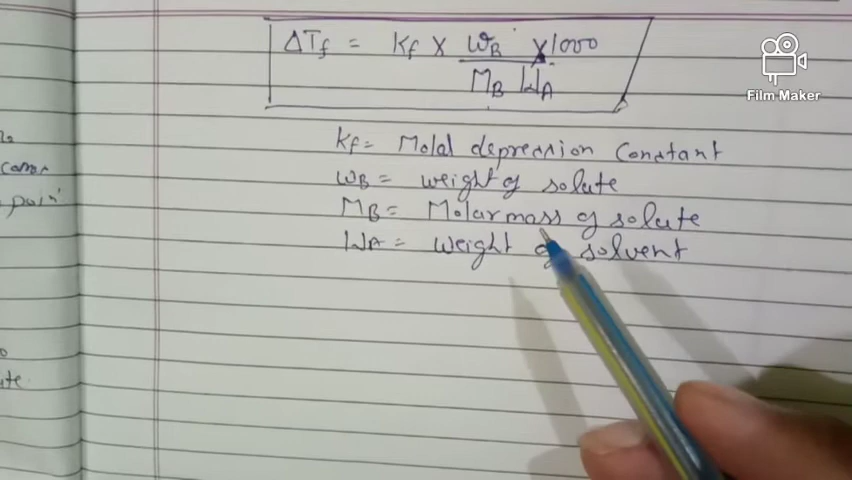 ΔTf = Kf × WB × 1000
MB WA
Film Maker
Kf = Molal depression Constant
WB = weight of solute
MB = Molar mass of solute
WA = Weight of solvent